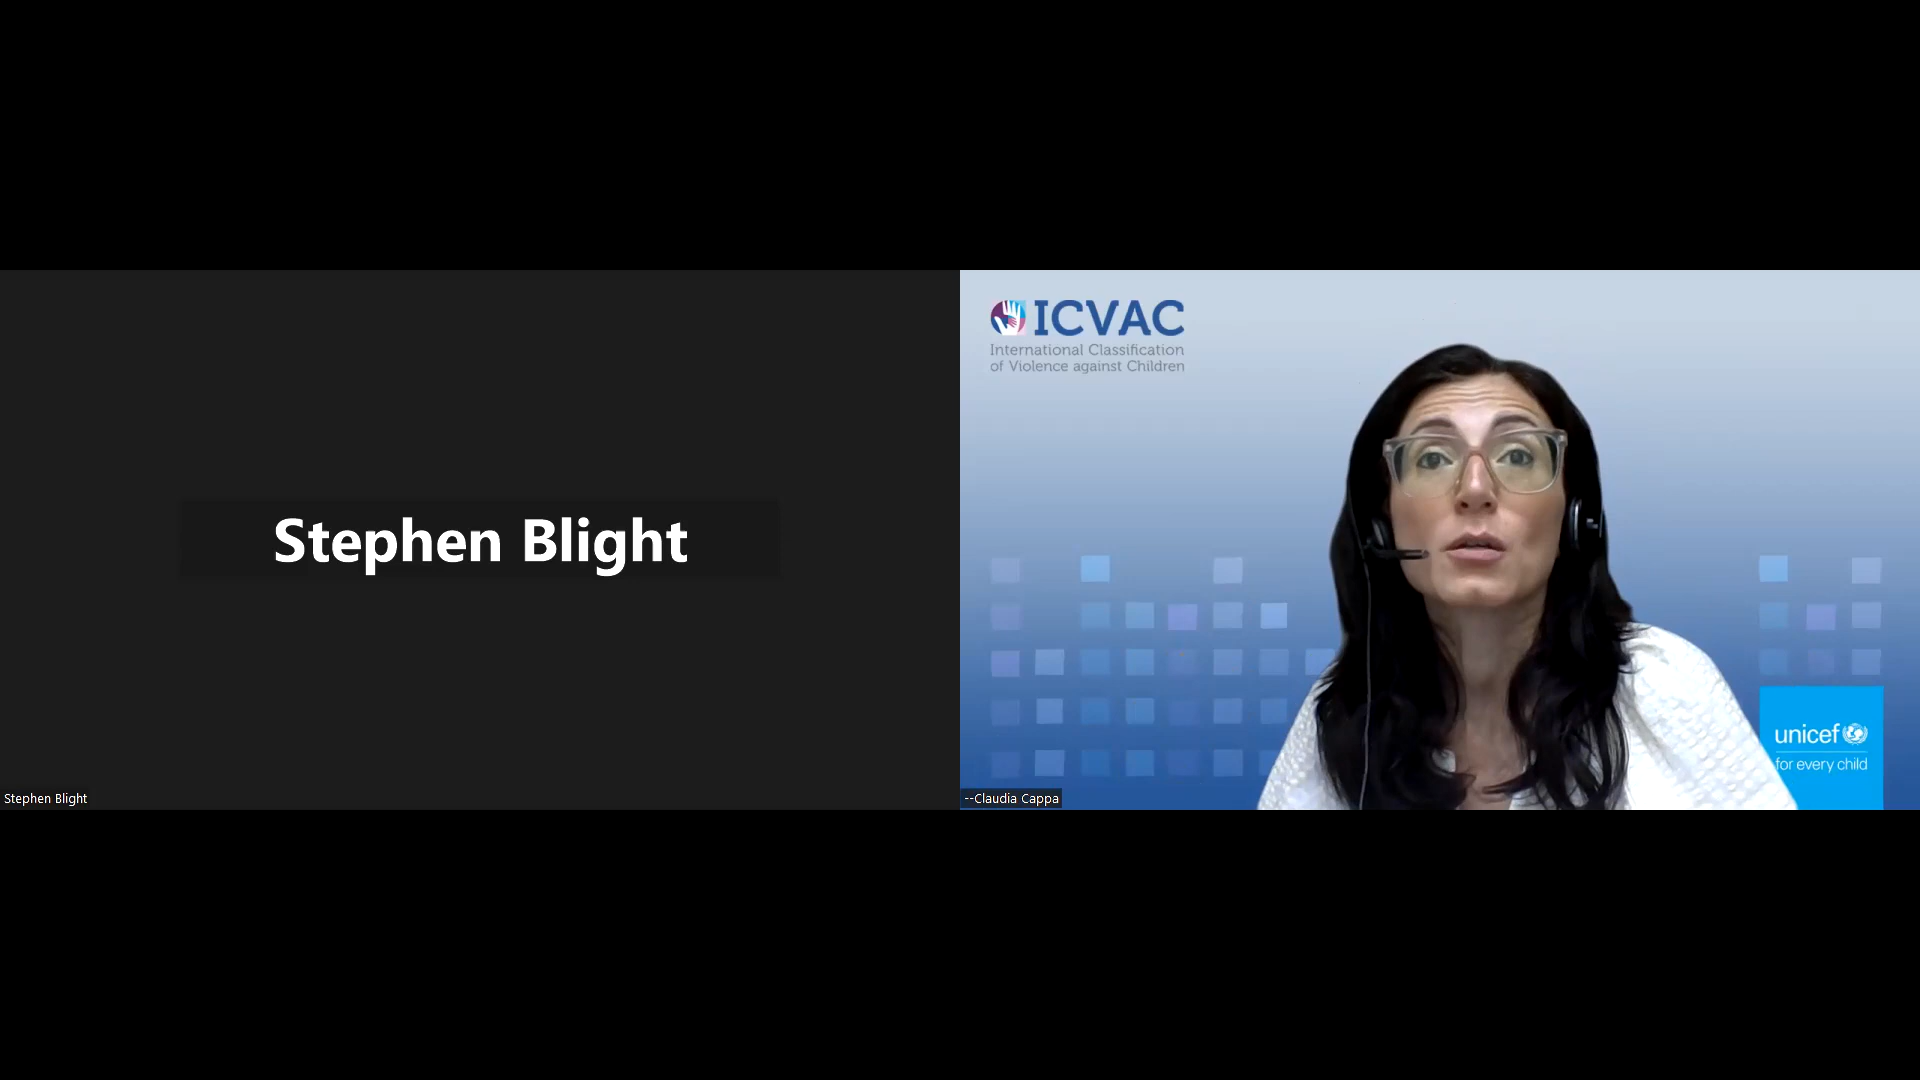 Stephen Blight
Stephen Blight
ICVAC
International Classification
of Violence against Children
unicef
for every child
--Claudia Cappa